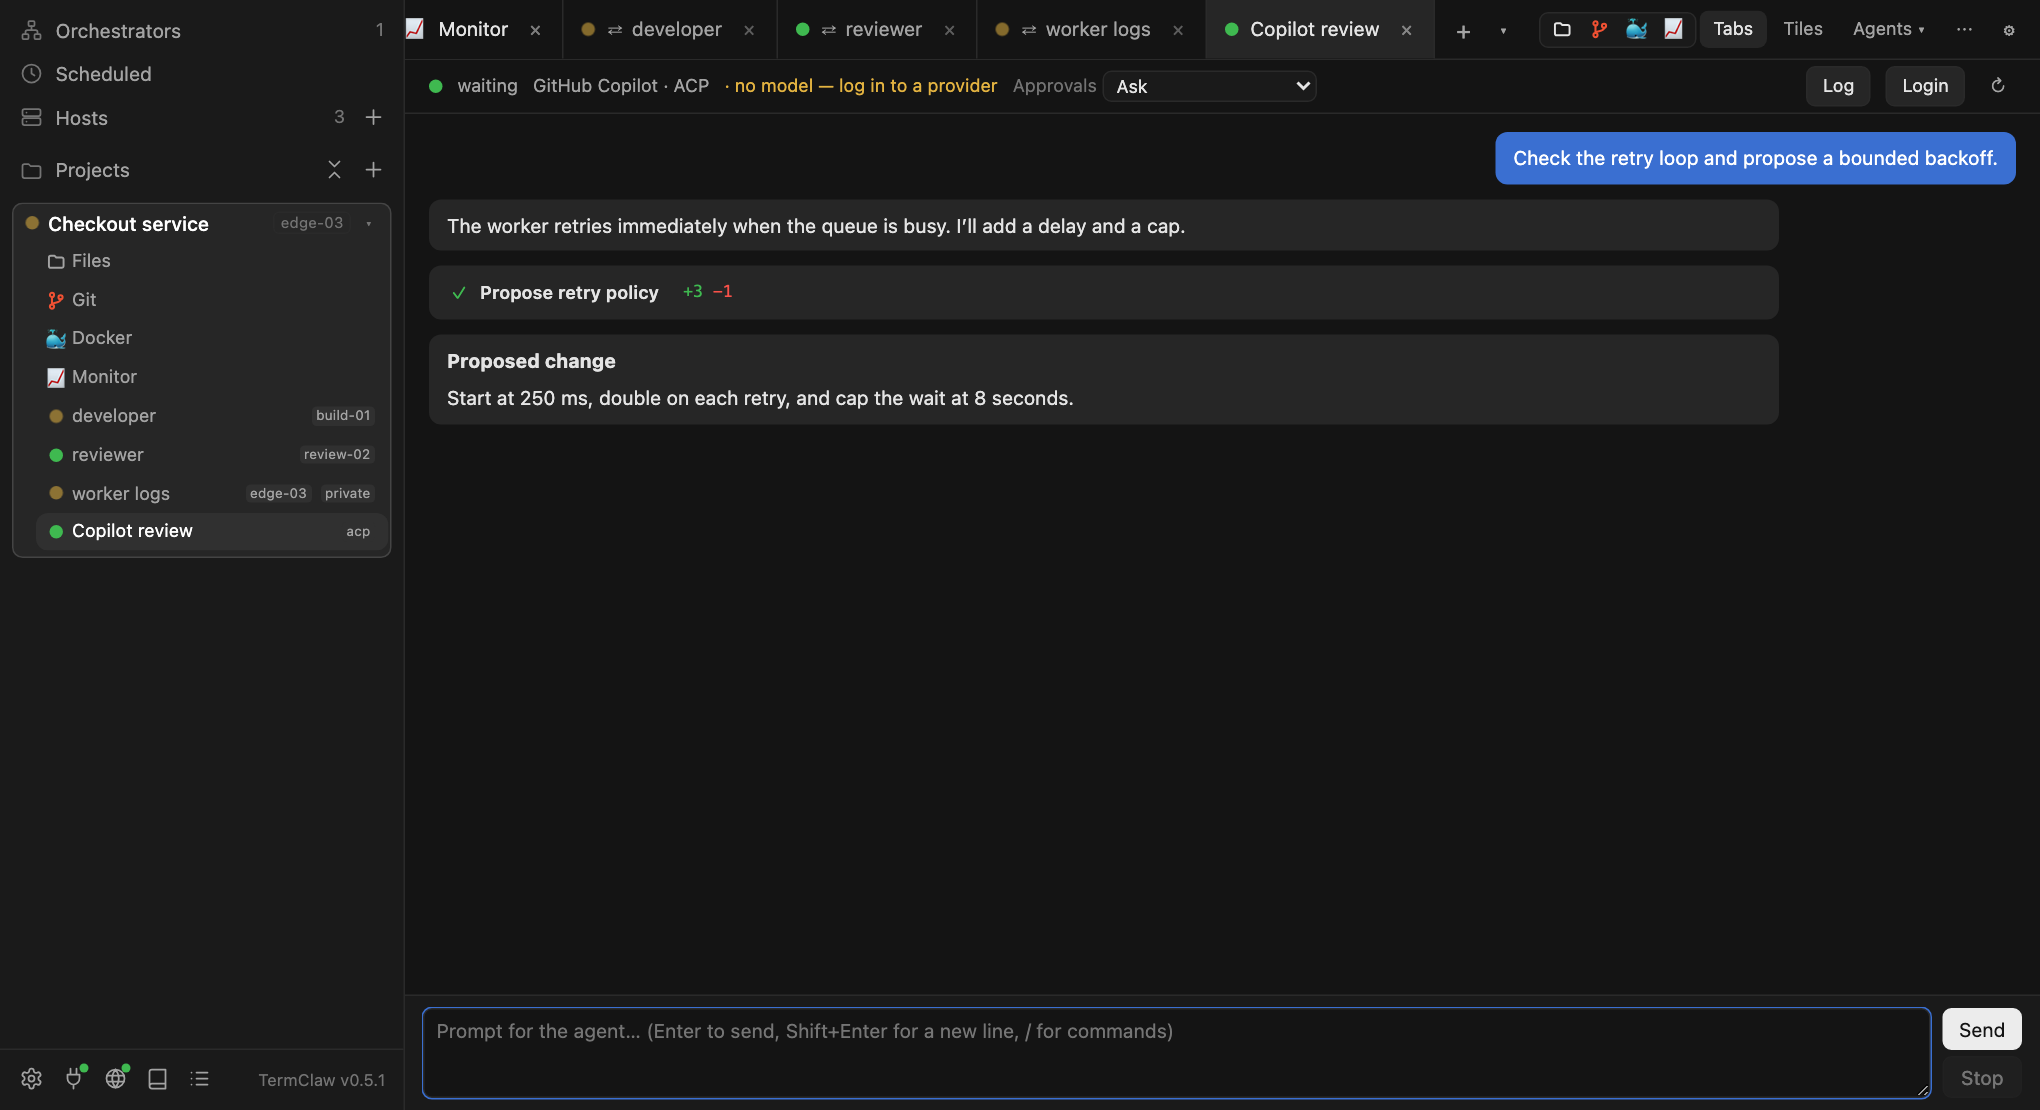 Orchestrators 1
Scheduled
Hosts 3
Projects
Checkout service edge-03
Files
Git
Docker
Monitor
developer build-01
reviewer review-02
worker logs edge-03 private
Copilot review acp
TermClaw v0.5.1
Monitor × developer × reviewer × worker logs × Copilot review ×
Tabs Tiles Agents
waiting GitHub Copilot · ACP · no model — log in to a provider Approvals Ask
Log Login
Check the retry loop and propose a bounded backoff.
The worker retries immediately when the queue is busy. I’ll add a delay and a cap.
✓ Propose retry policy +3 −1
Proposed change
Start at 250 ms, double on each retry, and cap the wait at 8 seconds.
Prompt for the agent... (Enter to send, Shift+Enter for a new line, / for commands)
Send
Stop